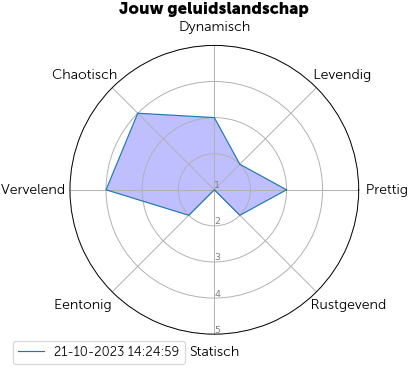 Jouw geluidslandschap
Dynamisch
Chaotisch
Levendig
Vervelend
1
Prettig
2
3
4
Eentonig
Rustgevend
5
21-10-2023 14:24:59
Statisch